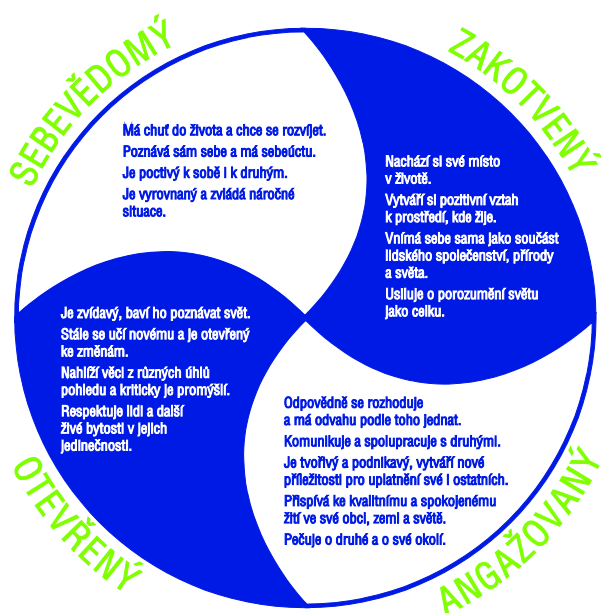 SEBEVĚDOMÝ
Má chuť do života a chce se rozvíjet.
Poznává sám sebe a má sebeúctu.
Je poctivý k sobě i k druhým.
Je vyrovnaný a zvládá náročné
situace.
ZAKOTVENÝ
Nachází si své místo
v životě.
Vytváří si pozitivní vztah
k prostředí, kde žije.
Vnímá sebe sama jako součást
lidského společenství, přírody
a světa.
Usiluje o porozumění světu
jako celku.
OTEVŘENÝ
Je zvídavý, baví ho poznávat svět.
Stále se učí novému a je otevřený
ke změnám.
Nahlíží věci z různých úhlů
pohledu a kriticky je promýšlí.
Respektuje lidi a další
živé bytosti v jejich
jedinečnosti.
ANGAŽOVANÝ
Odpovědně se rozhoduje
a má odvahu podle toho jednat.
Komunikuje a spolupracuje s druhými.
Je tvořivý a podnikavý, vytváří nové
příležitosti pro uplatnění své i ostatních.
Přispívá ke kvalitnímu a spokojenému
žití ve své obci, zemi a světě.
Pečuje o druhé a o své okolí.